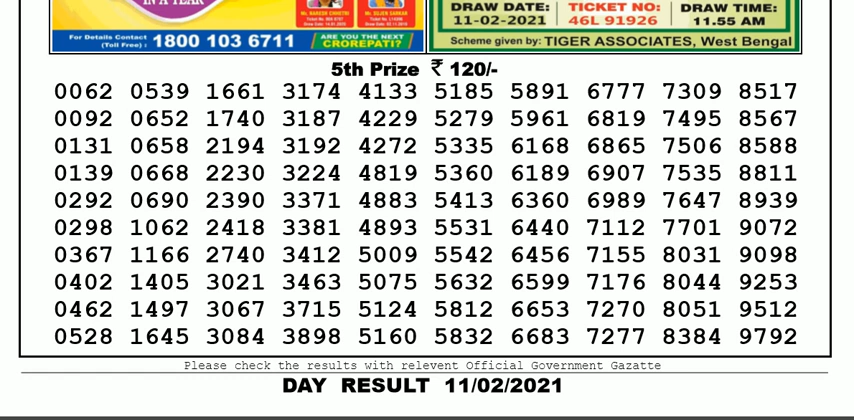 IN A YEAR
For Details Contact
(Toll Free) : 1800 103 6711
ARE YOU THE NEXT
CROREPATI?
DRAW DATE:
11-02-2021
TICKET NO:
46L 91926
DRAW TIME:
11.55 AM
Scheme given by: TIGER ASSOCIATES, West Bengal
5th Prize ₹ 120/-
0062 0539 1661 3174 4133 5185 5891 6777 7309 8517
0092 0652 1740 3187 4229 5279 5961 6819 7495 8567
0131 0658 2194 3192 4272 5335 6168 6865 7506 8588
0139 0668 2230 3224 4819 5360 6189 6907 7535 8811
0292 0690 2390 3371 4883 5413 6360 6989 7647 8939
0298 1062 2418 3381 4893 5531 6440 7112 7701 9072
0367 1166 2740 3412 5009 5542 6456 7155 8031 9098
0402 1405 3021 3463 5075 5632 6599 7176 8044 9253
0462 1497 3067 3715 5124 5812 6653 7270 8051 9512
0528 1645 3084 3898 5160 5832 6683 7277 8384 9792
Please check the results with relevent Official Government Gazatte
DAY RESULT 11/02/2021